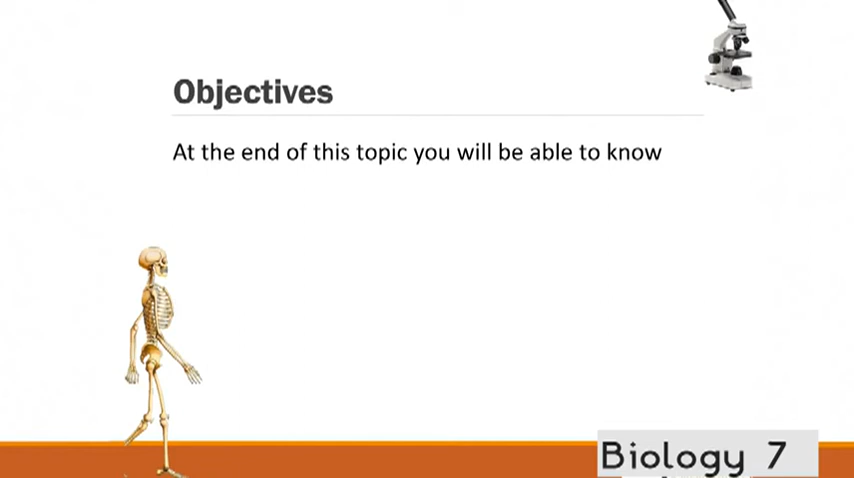 Objectives
At the end of this topic you will be able to know
Biology 7